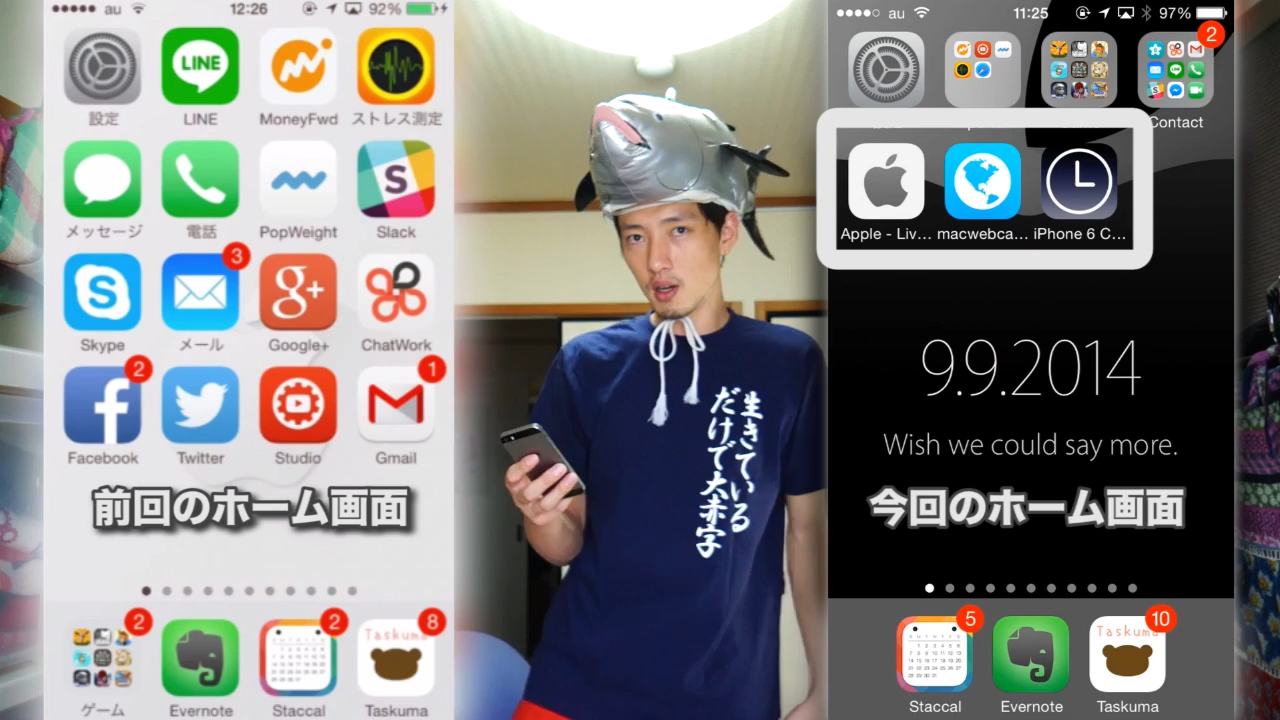 au 12:26 92%
LINE
設定 LINE MoneyFwd ストレス測定
S
メッセージ 電話 PopWeight Slack
3
S
g+
Skype メール Google+ ChatWork
2 1
f
Facebook Twitter Studio Gmail
前回のホーム画面
2 2 8
Taskuma
ゲーム Evernote Staccal Taskuma
生きている
だけで大赤字
au 11:25 97%
2
Contact
Apple - Liv... macwebca... iPhone 6 C...
9.9.2014
Wish we could say more.
今回のホーム画面
5 10
Staccal Evernote Taskuma